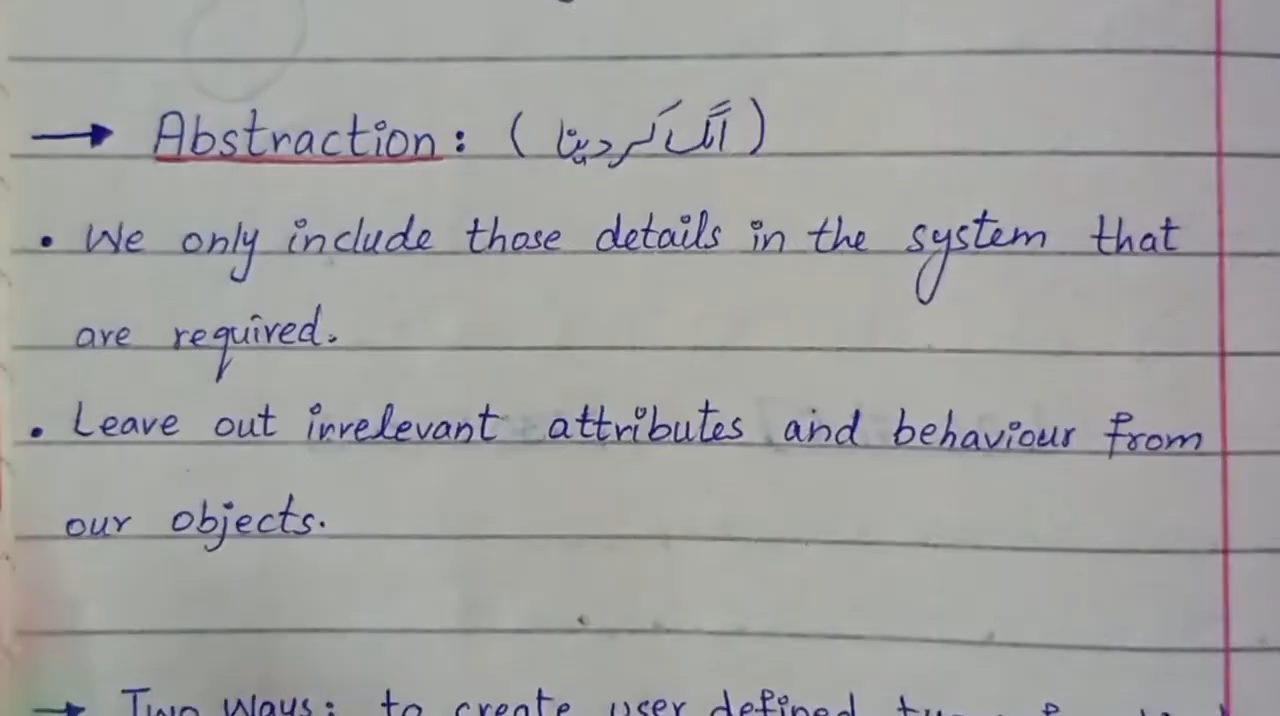 → Abstraction: (الگ کر دینا)
• We only include those details in the system that
are required.
• Leave out irrelevant attributes and behaviour from
our objects.
→ Two Ways: to create user defined